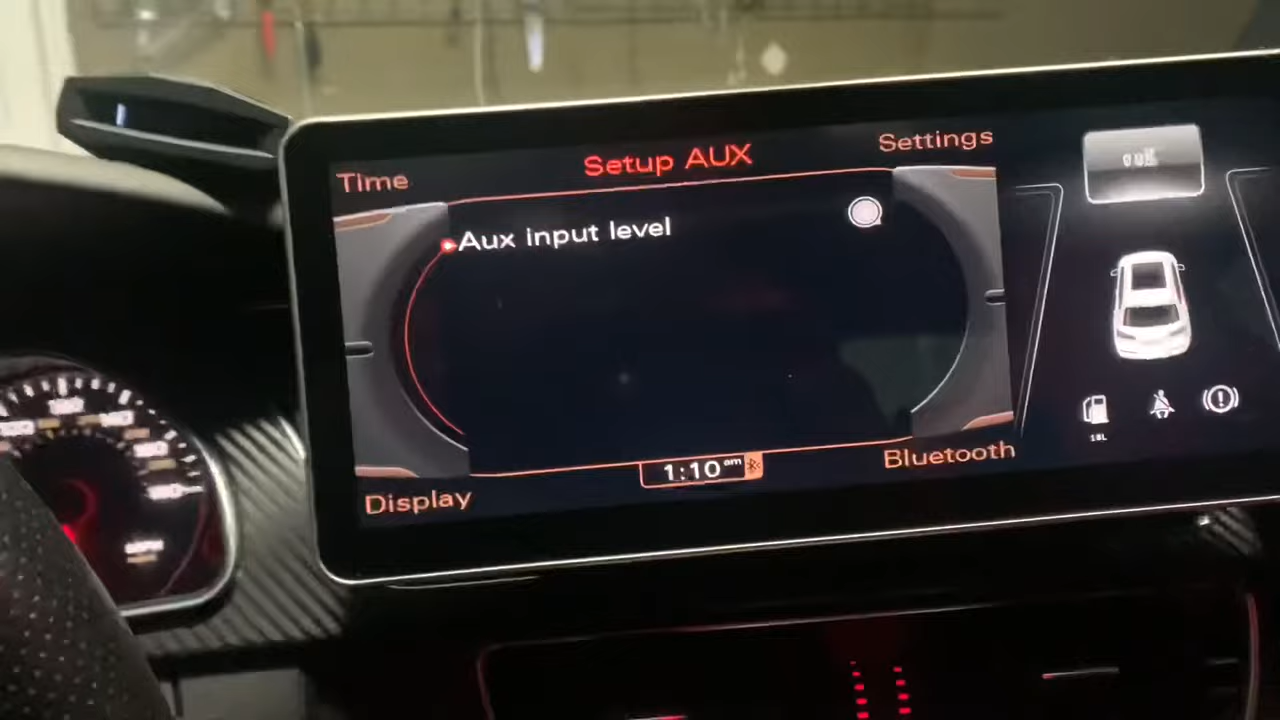 Time
Setup AUX
Settings
Aux input level
18L
1:10 am
Display
Bluetooth